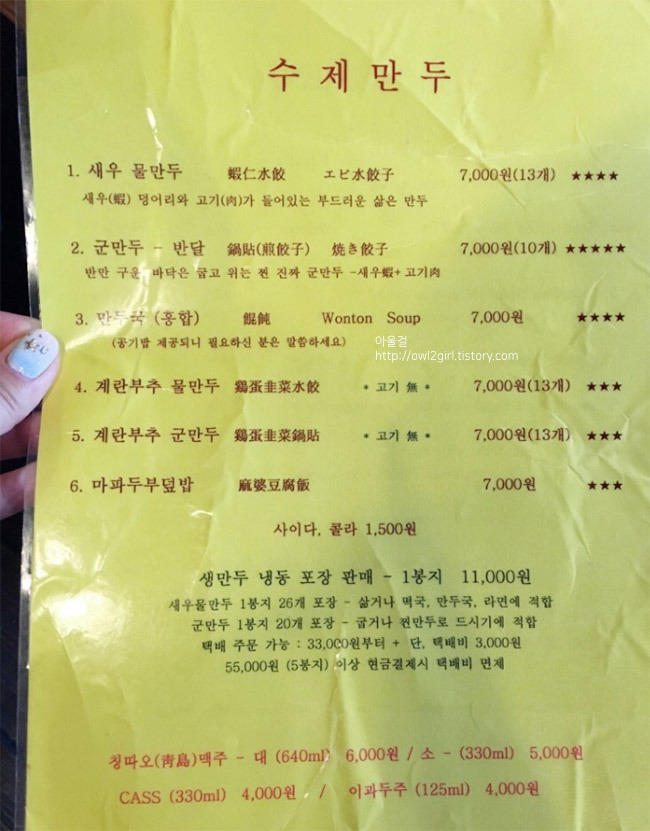 수제만두
1. 새우 물만두 蝦仁水餃 エビ水餃子 7,000원(13개) ★★★★
새우(蝦) 덩어리와 고기(肉)가 들어있는 부드러운 삶은 만두
2. 군만두 - 반달 鍋貼(煎餃子) 焼き餃子 7,000원(10개) ★★★★★
반만 구운, 바닥은 굽고 위는 찐 진짜 군만두 -새우蝦+고기肉
3. 만두국 (홍합) 餛飩 Wonton Soup 7,000원 ★★★★
(공기밥 제공되니 필요하신 분은 말씀하세요)
아울걸
http://owl2girl.tistory.com
4. 계란부추 물만두 鷄蛋韭菜水餃 * 고기 無 * 7,000원(13개) ★★★
5. 계란부추 군만두 鷄蛋韭菜鍋貼 * 고기 無 * 7,000원(13개) ★★★
6. 마파두부덮밥 麻婆豆腐飯 7,000원 ★★★
사이다, 콜라 1,500원
생만두 냉동 포장 판매 - 1봉지 11,000원
새우물만두 1봉지 26개 포장 - 삶거나 떡국, 만두국, 라면에 적합
군만두 1봉지 20개 포장 - 굽거나 찐만두로 드시기에 적합
택배 주문 가능 : 33,000원부터 + 단, 택배비 3,000원
55,000원 (5봉지) 이상 현금결제시 택배비 면제
칭따오(靑島)맥주 - 대 (640ml) 6,000원 / 소 - (330ml) 5,000원
CASS (330ml) 4,000원 / 이과두주 (125ml) 4,000원